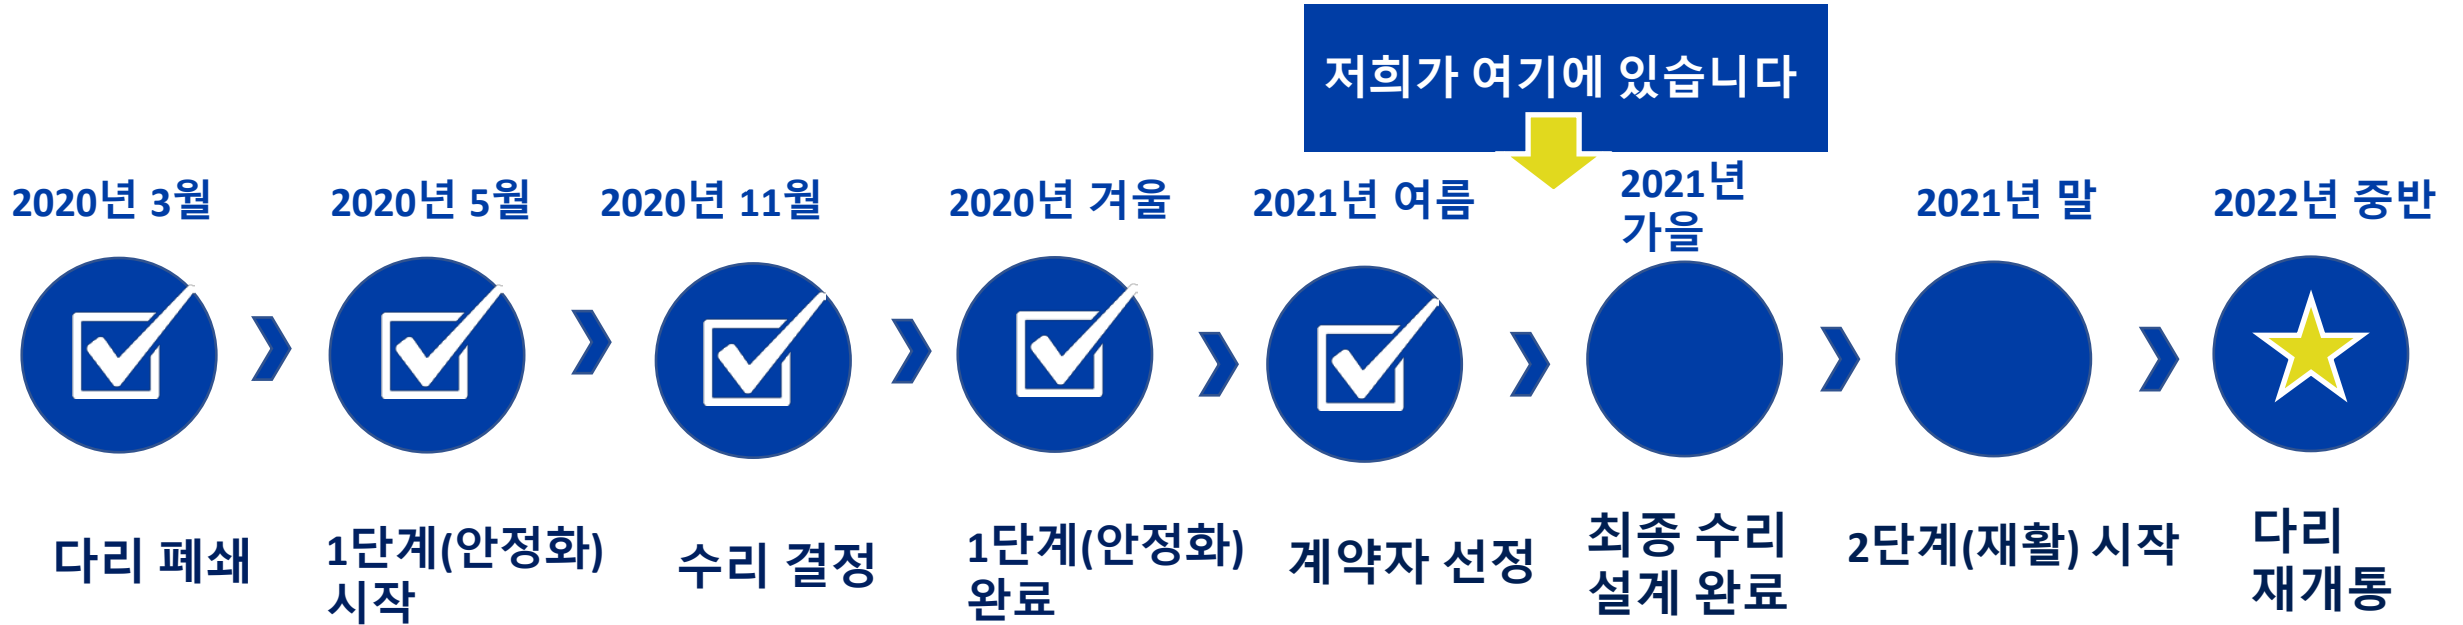 저희가 여기에 있습니다
2020년 3월
2020년 5월
2020년 11월
2020년 겨울
2021년 여름
2021년
가을
2021년 말
2022년 중반
다리 폐쇄
1단계(안정화)
시작
수리 결정
1단계(안정화)
완료
계약자 선정
최종 수리
설계 완료
2단계(재활) 시작
다리
재개통